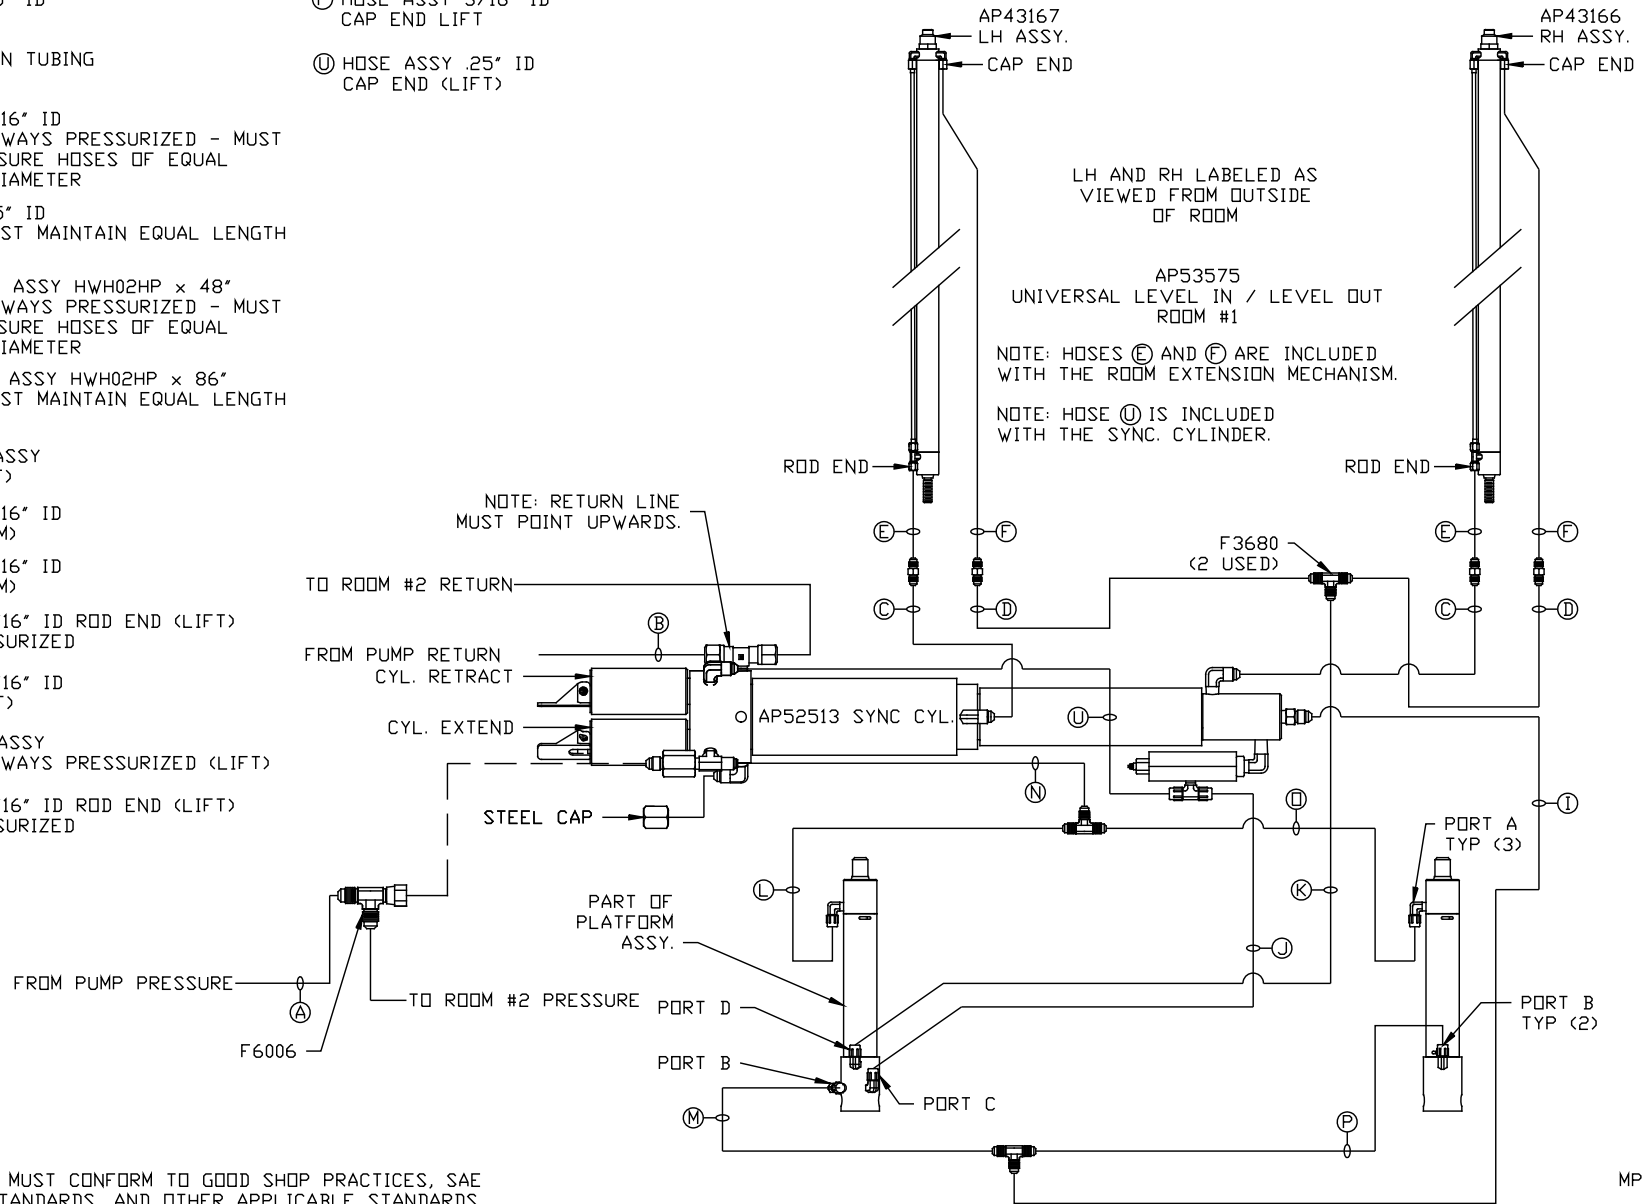 " ID
N TUBING
16" ID
WAYS PRESSURIZED - MUST
SURE HOSES OF EQUAL
IAMETER
5" ID
ST MAINTAIN EQUAL LENGTH
ASSY HWH02HP x 48"
WAYS PRESSURIZED - MUST
SURE HOSES OF EQUAL
IAMETER
ASSY HWH02HP x 86"
ST MAINTAIN EQUAL LENGTH
ASSY
T)
16" ID
M)
16" ID
M)
16" ID ROD END (LIFT)
SURIZED
16" ID
T)
ASSY
WAYS PRESSURIZED (LIFT)
16" ID ROD END (LIFT)
SURIZED
F HOSE ASSY 3/16" ID
CAP END LIFT
U HOSE ASSY .25" ID
CAP END (LIFT)
AP43167
LH ASSY.
CAP END
AP43166
RH ASSY.
CAP END
LH AND RH LABELED AS
VIEWED FROM OUTSIDE
OF ROOM
AP53575
UNIVERSAL LEVEL IN / LEVEL OUT
ROOM #1
NOTE: HOSES E AND F ARE INCLUDED
WITH THE ROOM EXTENSION MECHANISM.
NOTE: HOSE U IS INCLUDED
WITH THE SYNC. CYLINDER.
ROD END
ROD END
NOTE: RETURN LINE
MUST POINT UPWARDS.
E
F
F3680
(2 USED)
E
F
TO ROOM #2 RETURN
C
D
C
D
B
FROM PUMP RETURN
CYL. RETRACT
CYL. EXTEND
AP52513 SYNC CYL.
U
N
STEEL CAP
O
I
PORT A
TYP (3)
L
K
PART OF
PLATFORM
ASSY.
J
FROM PUMP PRESSURE
A
TO ROOM #2 PRESSURE
F6006
PORT D
PORT B
TYP (2)
PORT B
PORT C
M
P
MUST CONFORM TO GOOD SHOP PRACTICES, SAE
TANDARDS, AND OTHER APPLICABLE STANDARDS
MP